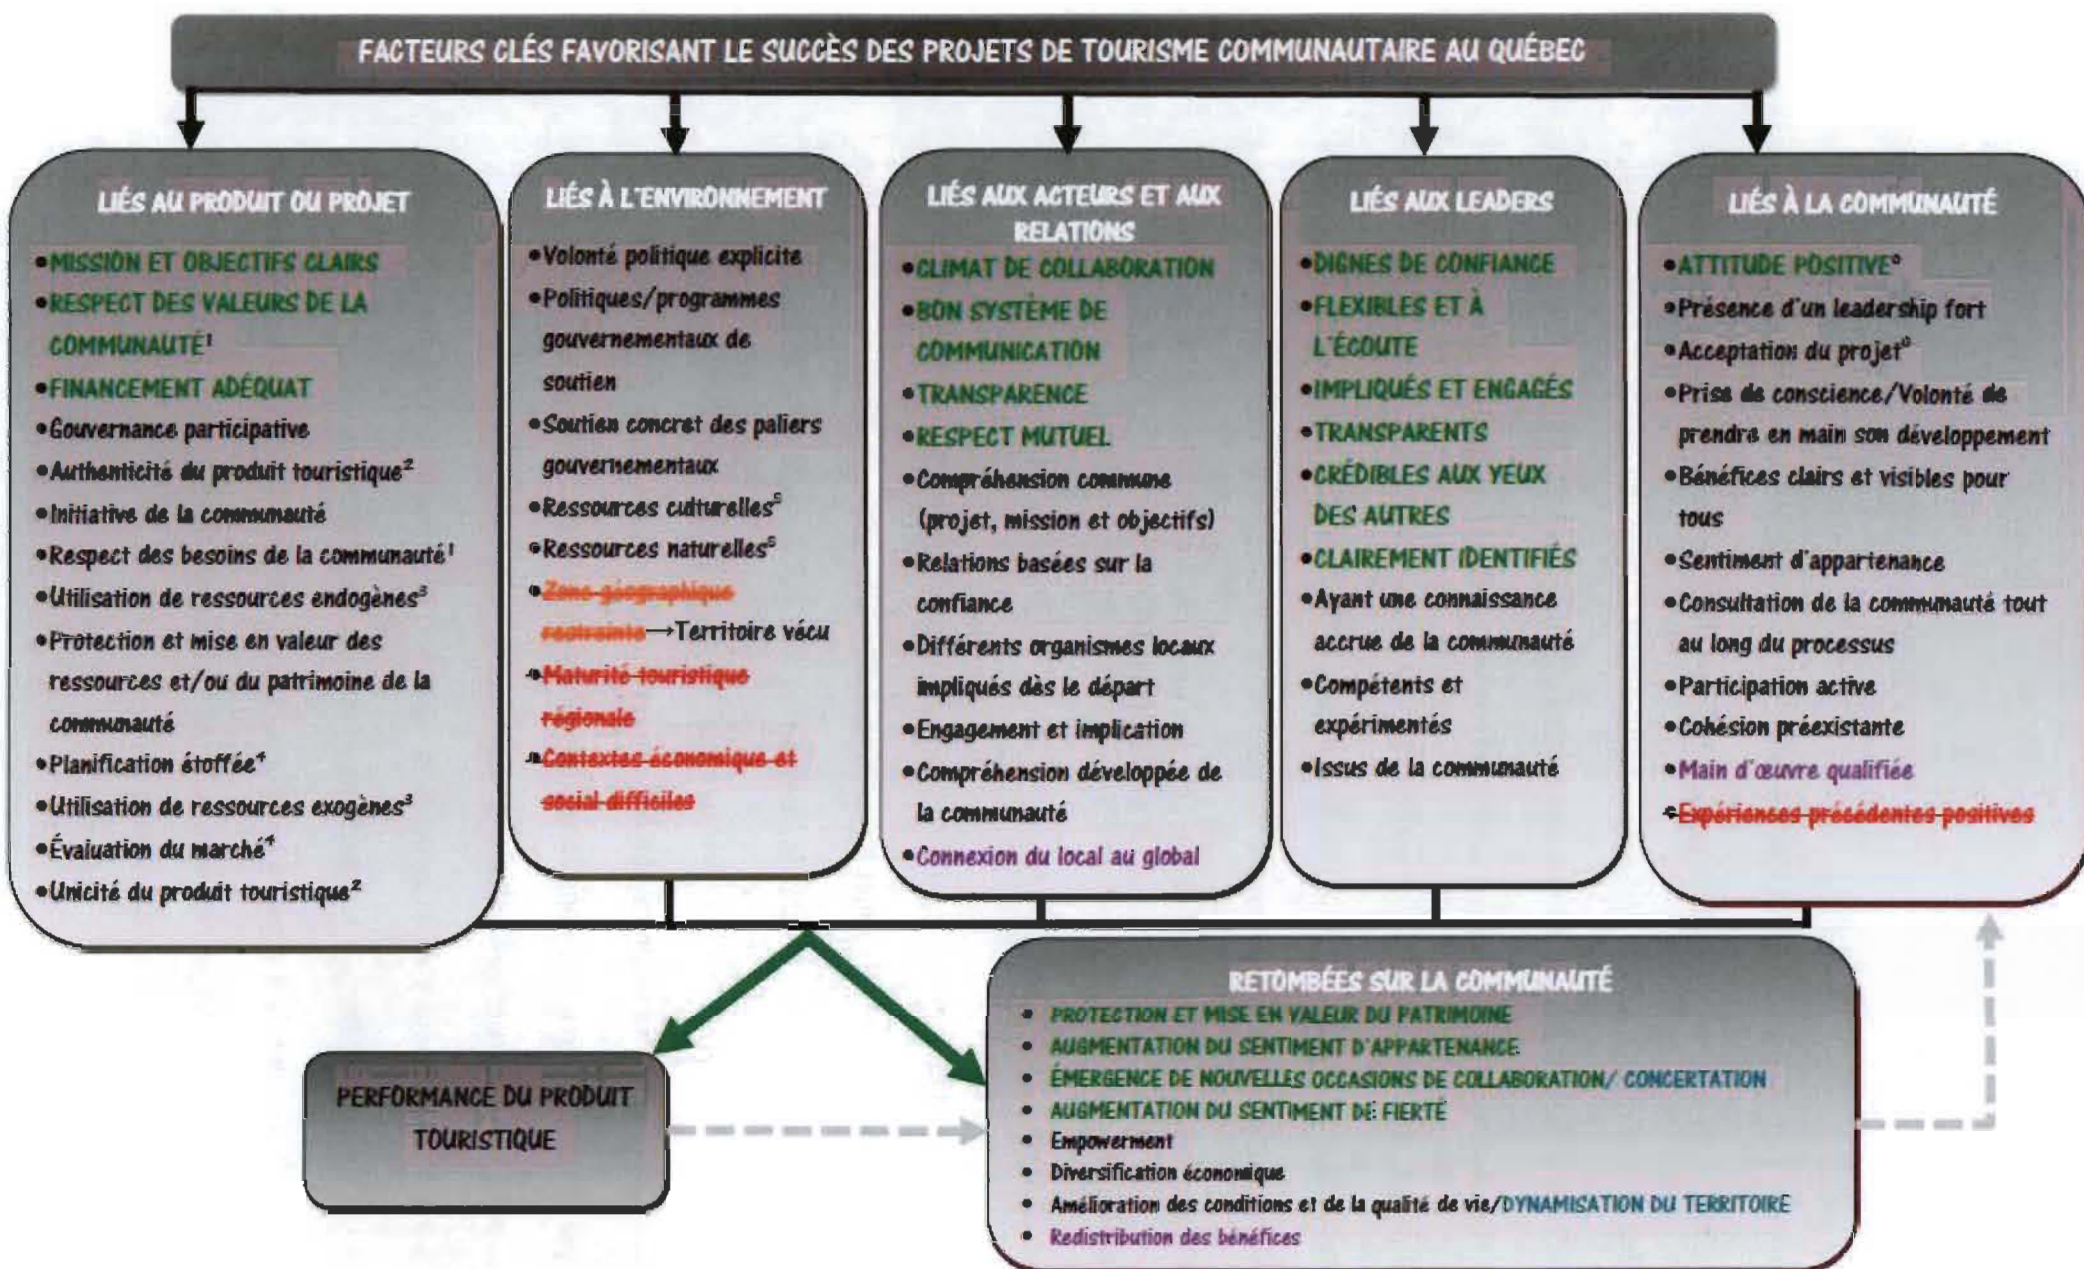 FACTEURS CLÉS FAVORISANT LE SUCCÈS DES PROJETS DE TOURISME COMMUNAUTAIRE AU QUÉBEC
LIÉS AU PRODUIT OU PROJET
•MISSION ET OBJECTIFS CLAIRS
•RESPECT DES VALEURS DE LA
COMMUNAUTÉ¹
•FINANCEMENT ADÉQUAT
•Gouvernance participative
•Authenticité du produit touristique²
•Initiative de la communauté
•Respect des besoins de la communauté¹
•Utilisation de ressources endogènes³
•Protection et mise en valeur des
ressources et/ou du patrimoine de la
communauté
•Planification étoffée⁴
•Utilisation de ressources exogènes³
•Évaluation du marché⁴
•Unicité du produit touristique²
LIÉS À L'ENVIRONNEMENT
•Volonté politique explicite
•Politiques/programmes
gouvernementaux de
soutien
•Soutien concret des paliers
gouvernementaux
•Ressources culturelles⁵
•Ressources naturelles⁵
•Zone géographique
restrainte→Territoire vécu
•Maturité touristique
régionale
•Contextes économique et
social difficiles
LIÉS AUX ACTEURS ET AUX
RELATIONS
•CLIMAT DE COLLABORATION
•BON SYSTÈME DE
COMMUNICATION
•TRANSPARENCE
•RESPECT MUTUEL
•Compréhension commune
(projet, mission et objectifs)
•Relations basées sur la
confiance
•Différents organismes locaux
impliqués dès le départ
•Engagement et implication
•Compréhension développée de
la communauté
•Connexion du local au global
LIÉS AUX LEADERS
•DIGNES DE CONFIANCE
•FLEXIBLES ET À
L'ÉCOUTE
•IMPLIQUÉS ET ENGAGÉS
•TRANSPARENTS
•CRÉDIBLES AUX YEUX
DES AUTRES
•CLAIREMENT IDENTIFIÉS
•Ayant une connaissance
accrue de la communauté
•Compétents et
expérimentés
•Issus de la communauté
LIÉS À LA COMMUNAUTÉ
•ATTITUDE POSITIVE⁶
•Présence d'un leadership fort
•Acceptation du projet⁶
•Prise de conscience/Volonté de
prendre en main son développement
•Bénéfices clairs et visibles pour
tous
•Sentiment d'appartenance
•Consultation de la communauté tout
au long du processus
•Participation active
•Cohésion préexistante
•Main d'œuvre qualifiée
•Expériences précédentes positives
PERFORMANCE DU PRODUIT
TOURISTIQUE
RETOMBÉES SUR LA COMMUNAUTÉ
• PROTECTION ET MISE EN VALEUR DU PATRIMOINE
• AUGMENTATION DU SENTIMENT D'APPARTENANCE
• ÉMERGENCE DE NOUVELLES OCCASIONS DE COLLABORATION/ CONCERTATION
• AUGMENTATION DU SENTIMENT DE FIERTÉ
• Empowerment
• Diversification économique
• Amélioration des conditions et de la qualité de vie/DYNAMISATION DU TERRITOIRE
• Redistribution des bénéfices